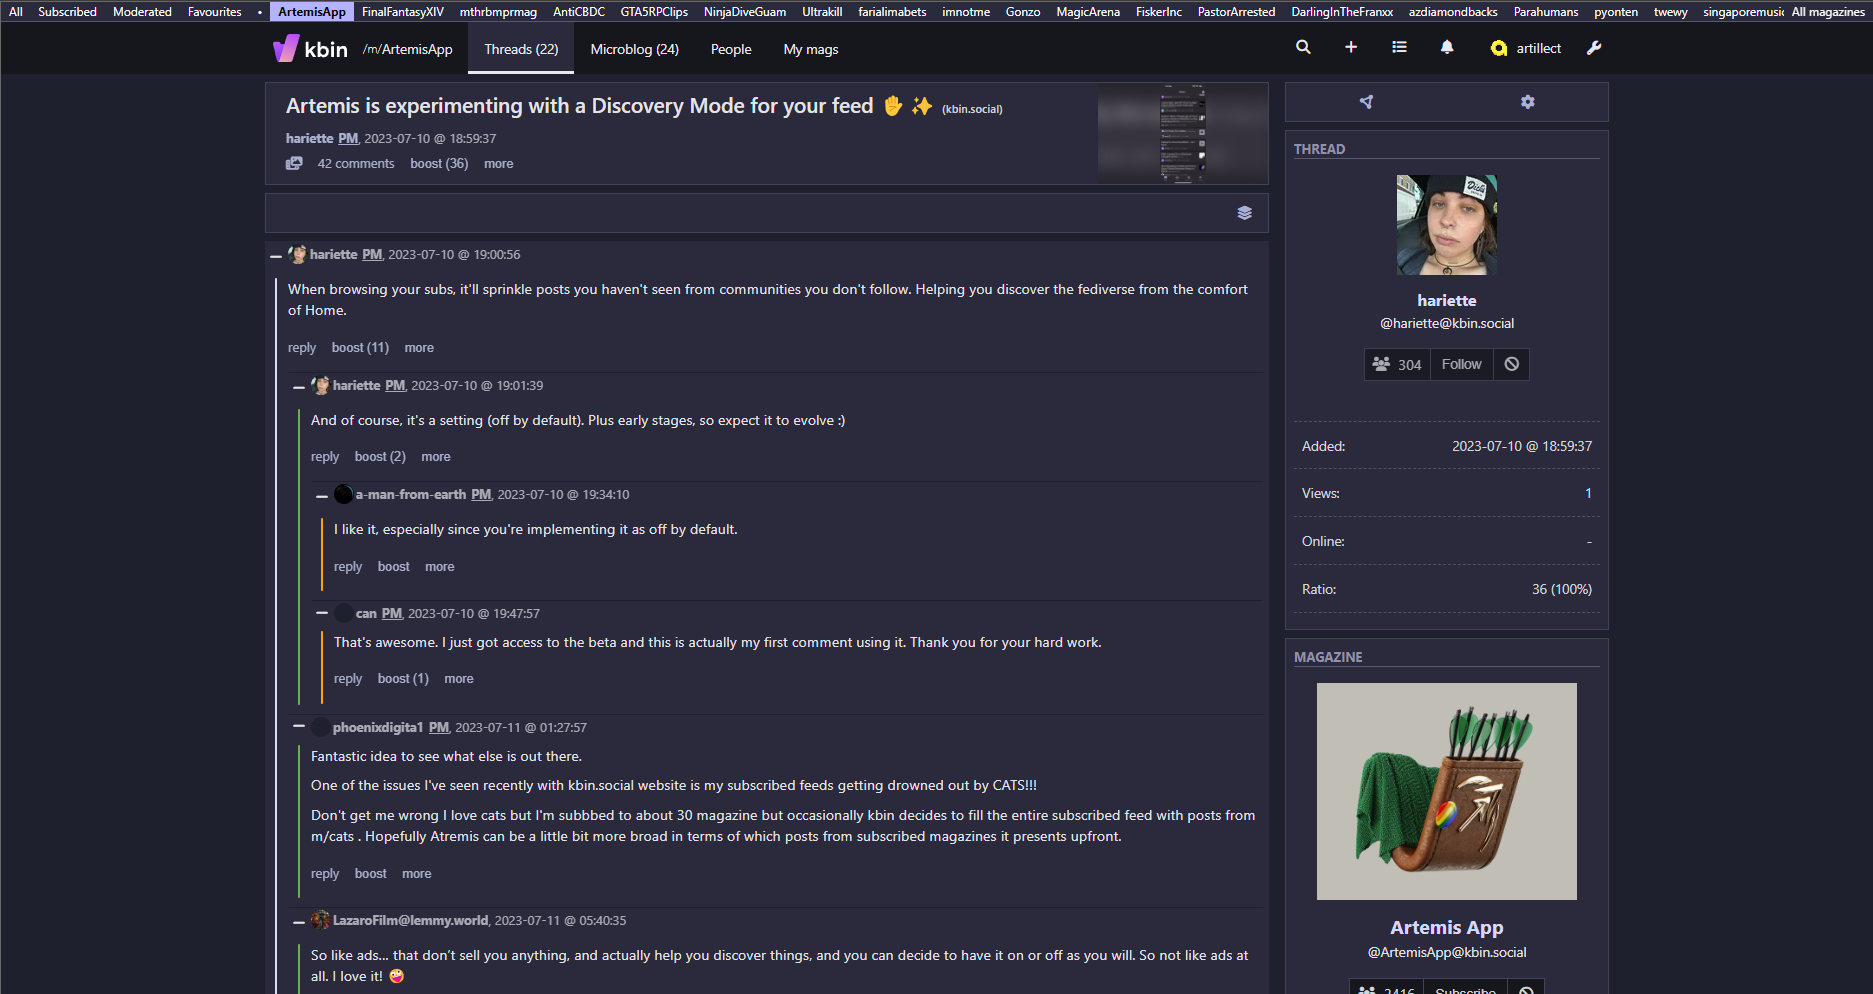 All Subscribed Moderated Favourites • ArtemisApp FinalFantasyXIV mthrbmprmag AntiCBDC GTA5RPClips NinjaDiveGuam Ultrakill farialimabets imnotme Gonzo MagicArena FiskerInc PastorArrested DarlingInTheFranxx azdiamondbacks Parahumans pyonten twewy singaporemusic All magazines
kbin /m/ArtemisApp Threads (22) Microblog (24) People My mags artillect
Artemis is experimenting with a Discovery Mode for your feed ✋ ✨ (kbin.social)
hariette PM, 2023-07-10 @ 18:59:37
42 comments boost (36) more
hariette PM, 2023-07-10 @ 19:00:56
When browsing your subs, it'll sprinkle posts you haven't seen from communities you don't follow. Helping you discover the fediverse from the comfort
of Home.
reply boost (11) more
hariette PM, 2023-07-10 @ 19:01:39
And of course, it's a setting (off by default). Plus early stages, so expect it to evolve :)
reply boost (2) more
a-man-from-earth PM, 2023-07-10 @ 19:34:10
I like it, especially since you're implementing it as off by default.
reply boost more
can PM, 2023-07-10 @ 19:47:57
That's awesome. I just got access to the beta and this is actually my first comment using it. Thank you for your hard work.
reply boost (1) more
phoenixdigita1 PM, 2023-07-11 @ 01:27:57
Fantastic idea to see what else is out there.
One of the issues I've seen recently with kbin.social website is my subscribed feeds getting drowned out by CATS!!!
Don't get me wrong I love cats but I'm subbbed to about 30 magazine but occasionally kbin decides to fill the entire subscribed feed with posts from
m/cats . Hopefully Atremis can be a little bit more broad in terms of which posts from subscribed magazines it presents upfront.
reply boost more
LazaroFilm@lemmy.world, 2023-07-11 @ 05:40:35
So like ads... that don't sell you anything, and actually help you discover things, and you can decide to have it on or off as you will. So not like ads at
all. I love it! 🤪
THREAD
hariette
@hariette@kbin.social
304 Follow
Added: 2023-07-10 @ 18:59:37
Views: 1
Online: -
Ratio: 36 (100%)
MAGAZINE
Artemis App
@ArtemisApp@kbin.social
2416 Subscribe